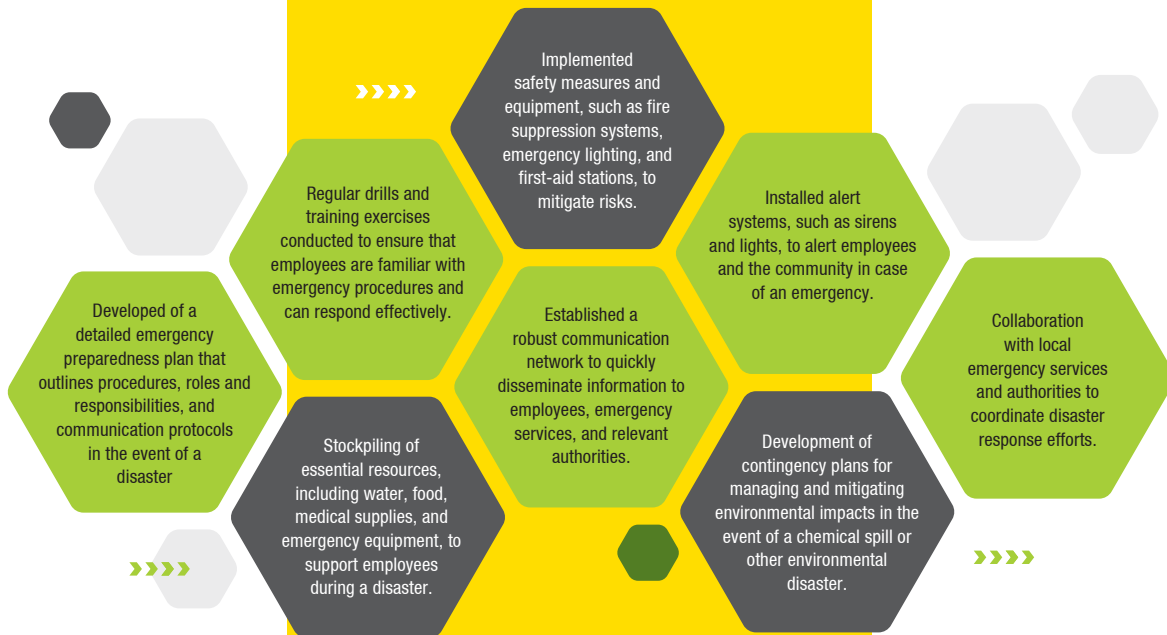 Implemented
safety measures and
equipment, such as fire
suppression systems,
emergency lighting, and
first-aid stations, to
mitigate risks.
Regular drills and
training exercises
conducted to ensure that
employees are familiar with
emergency procedures and
can respond effectively.
Installed alert
systems, such as sirens
and lights, to alert employees
and the community in case
of an emergency.
Developed of a
detailed emergency
preparedness plan that
outlines procedures, roles and
responsibilities, and
communication protocols
in the event of a
disaster
Established a
robust communication
network to quickly
disseminate information to
employees, emergency
services, and relevant
authorities.
Collaboration
with local
emergency services
and authorities to
coordinate disaster
response efforts.
Stockpiling of
essential resources,
including water, food,
medical supplies, and
emergency equipment, to
support employees
during a disaster.
Development of
contingency plans for
managing and mitigating
environmental impacts in the
event of a chemical spill or
other environmental
disaster.